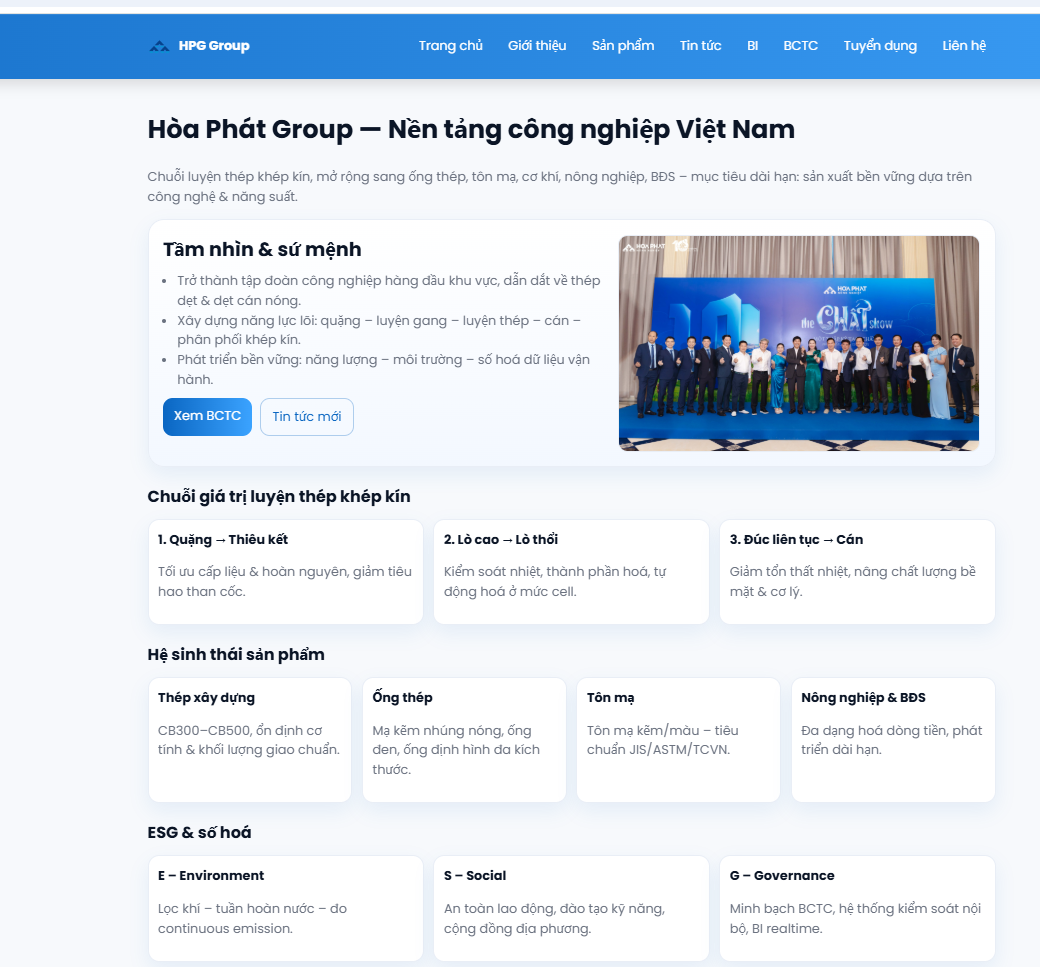 HPG Group
Trang chủ Giới thiệu Sản phẩm Tin tức BI BCTC Tuyển dụng Liên hệ
Hòa Phát Group — Nền tảng công nghiệp Việt Nam
Chuỗi luyện thép khép kín, mở rộng sang ống thép, tôn mạ, cơ khí, nông nghiệp, BĐS – mục tiêu dài hạn: sản xuất bền vững dựa trên
công nghệ & năng suất.
Tầm nhìn & sứ mệnh
• Trở thành tập đoàn công nghiệp hàng đầu khu vực, dẫn dắt về thép
dẹt & dẹt cán nóng.
• Xây dựng năng lực lõi: quặng – luyện gang – luyện thép – cán –
phân phối khép kín.
• Phát triển bền vững: năng lượng – môi trường – số hoá dữ liệu vận
hành.
Xem BCTC Tin tức mới
HOA PHAT
HOA PHAT
10
the CHAT show
Chuỗi giá trị luyện thép khép kín
1. Quặng → Thiêu kết
Tối ưu cấp liệu & hoàn nguyên, giảm tiêu
hao than cốc.
2. Lò cao → Lò thổi
Kiểm soát nhiệt, thành phần hoá, tự
động hoá ở mức cell.
3. Đúc liên tục → Cán
Giảm tổn thất nhiệt, nâng chất lượng bề
mặt & cơ lý.
Hệ sinh thái sản phẩm
Thép xây dựng
CB300–CB500, ổn định cơ
tính & khối lượng giao chuẩn.
Ống thép
Mạ kẽm nhúng nóng, ống
đen, ống định hình đa kích
thước.
Tôn mạ
Tôn mạ kẽm/màu – tiêu
chuẩn JIS/ASTM/TCVN.
Nông nghiệp & BĐS
Đa dạng hoá dòng tiền, phát
triển dài hạn.
ESG & số hoá
E – Environment
Lọc khí – tuần hoàn nước – đo
continuous emission.
S – Social
An toàn lao động, đào tạo kỹ năng,
cộng đồng địa phương.
G – Governance
Minh bạch BCTC, hệ thống kiểm soát nội
bộ, BI realtime.